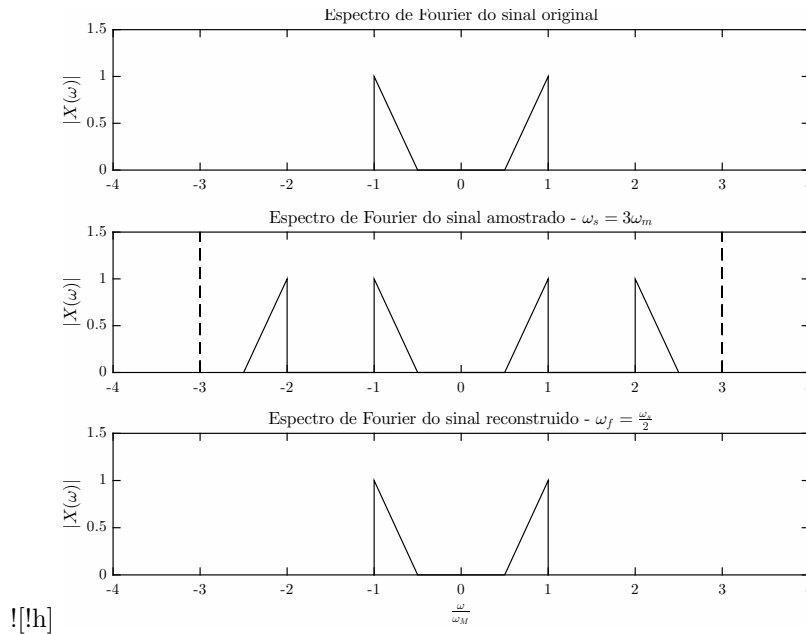 Espectro de Fourier do sinal original
1.5
1
0.5
0
|X(ω)|
-4 -3 -2 -1 0 1 2 3 4
Espectro de Fourier do sinal amostrado - ω_s = 3ω_m
1.5
1
0.5
0
|X(ω)|
-4 -3 -2 -1 0 1 2 3 4
Espectro de Fourier do sinal reconstruido - ω_f = ω_s/2
1.5
1
0.5
0
|X(ω)|
-4 -3 -2 -1 0 1 2 3 4
ω/ω_M
![!h]